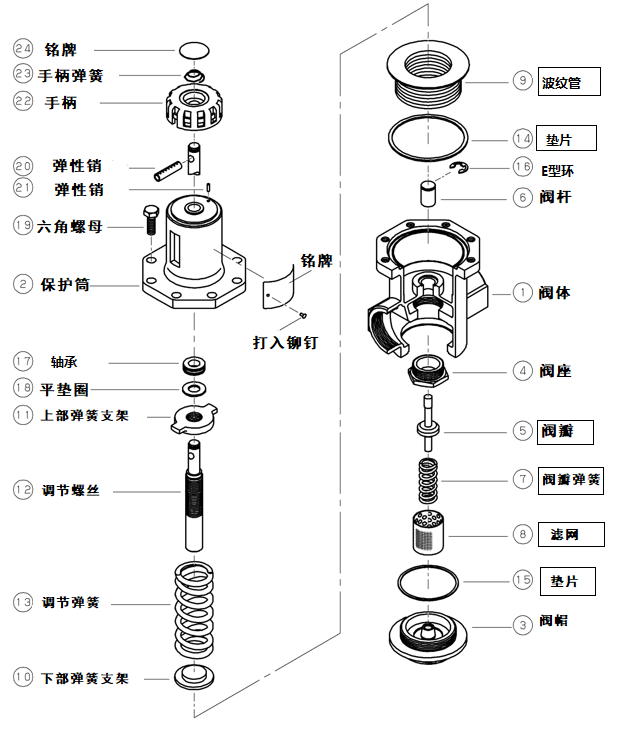 24 铭牌
23 手柄弹簧
22 手柄
20 弹性销
21 弹性销
19 六角螺母
2 保护筒
铭牌
打入铆钉
17 轴承
18 平垫圈
11 上部弹簧支架
12 调节螺丝
13 调节弹簧
10 下部弹簧支架
9 波纹管
14 垫片
16 E型环
6 阀杆
1 阀体
4 阀座
5 阀瓣
7 阀瓣弹簧
8 滤网
15 垫片
3 阀帽